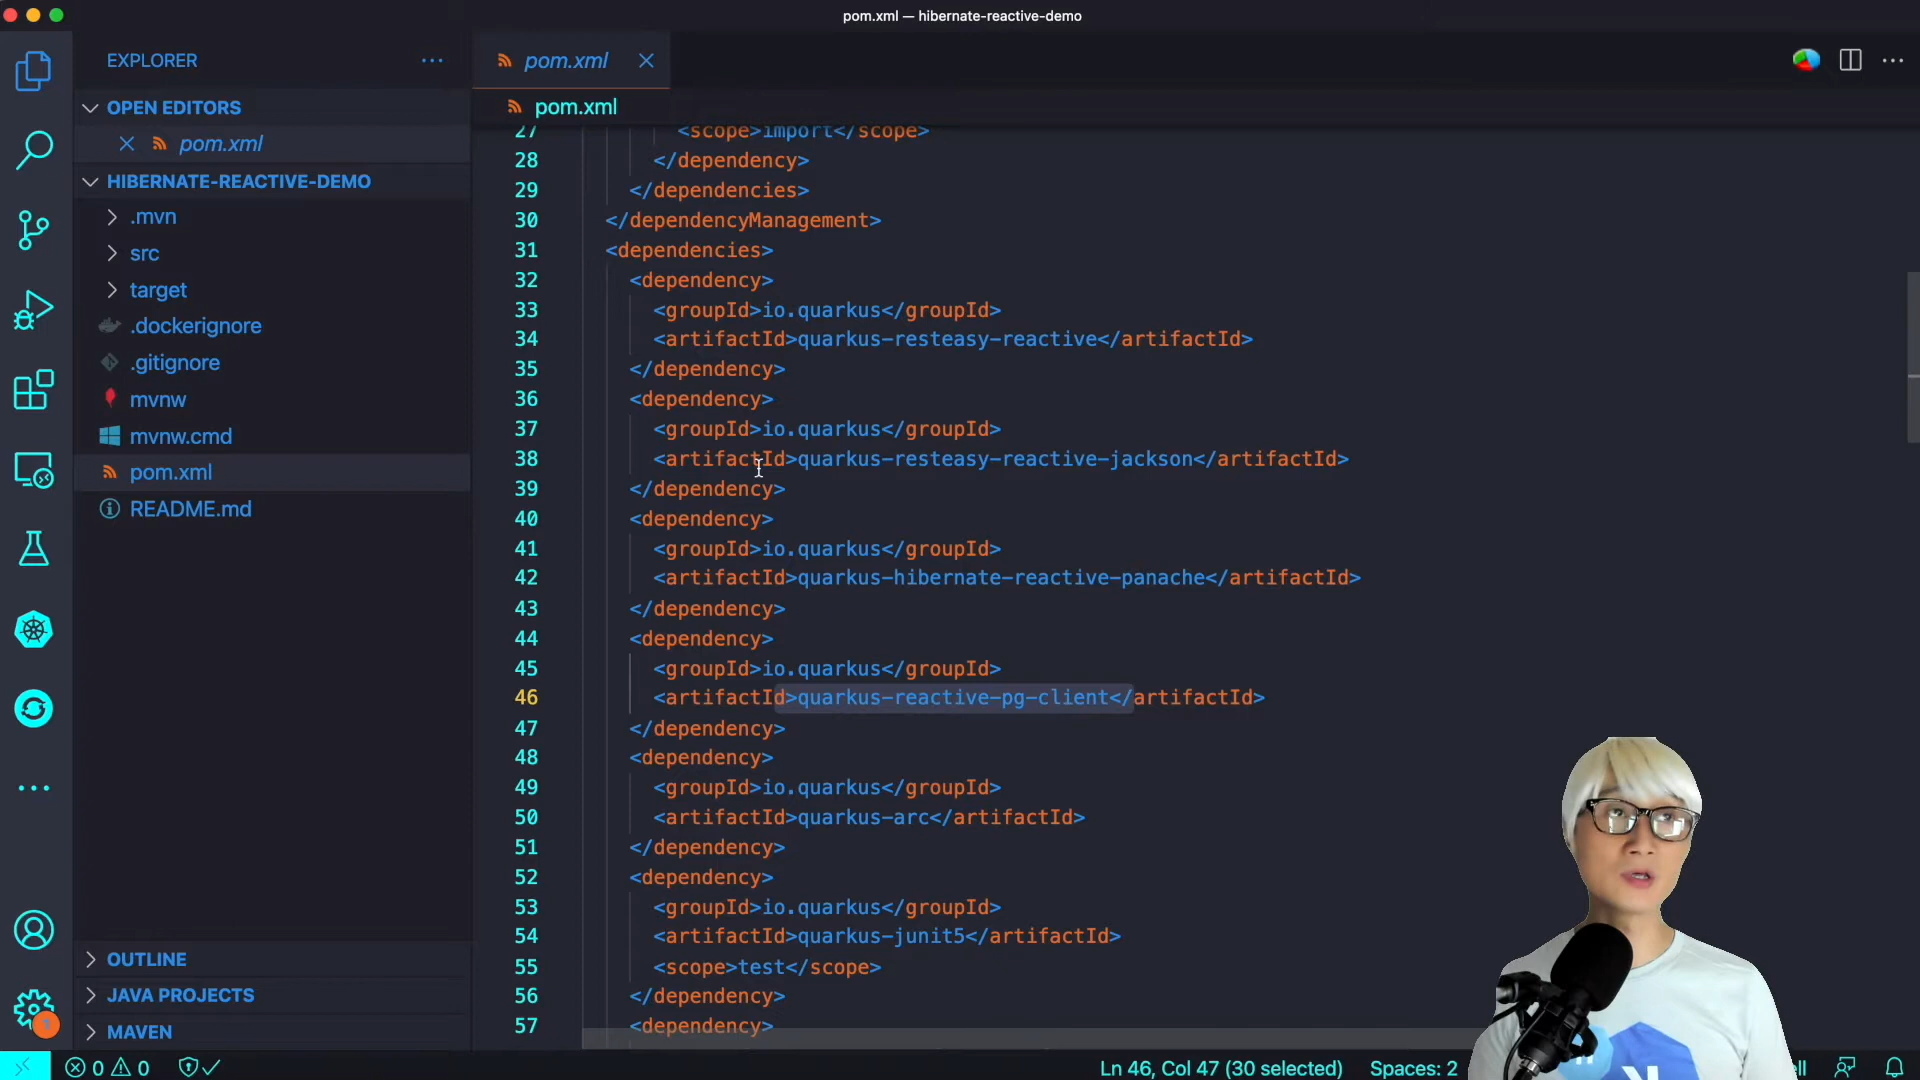 pom.xml — hibernate-reactive-demo
EXPLORER
OPEN EDITORS
pom.xml
HIBERNATE-REACTIVE-DEMO
.mvn
src
target
.dockerignore
.gitignore
mvnw
mvnw.cmd
pom.xml
README.md
OUTLINE
JAVA PROJECTS
MAVEN
pom.xml
pom.xml
27 <scope>import</scope>
28 </dependency>
29 </dependencies>
30 </dependencyManagement>
31 <dependencies>
32 <dependency>
33 <groupId>io.quarkus</groupId>
34 <artifactId>quarkus-resteasy-reactive</artifactId>
35 </dependency>
36 <dependency>
37 <groupId>io.quarkus</groupId>
38 <artifactId>quarkus-resteasy-reactive-jackson</artifactId>
39 </dependency>
40 <dependency>
41 <groupId>io.quarkus</groupId>
42 <artifactId>quarkus-hibernate-reactive-panache</artifactId>
43 </dependency>
44 <dependency>
45 <groupId>io.quarkus</groupId>
46 <artifactId>quarkus-reactive-pg-client</artifactId>
47 </dependency>
48 <dependency>
49 <groupId>io.quarkus</groupId>
50 <artifactId>quarkus-arc</artifactId>
51 </dependency>
52 <dependency>
53 <groupId>io.quarkus</groupId>
54 <artifactId>quarkus-junit5</artifactId>
55 <scope>test</scope>
56 </dependency>
57 <dependency>
0 0
Ln 46, Col 47 (30 selected) Spaces: 2